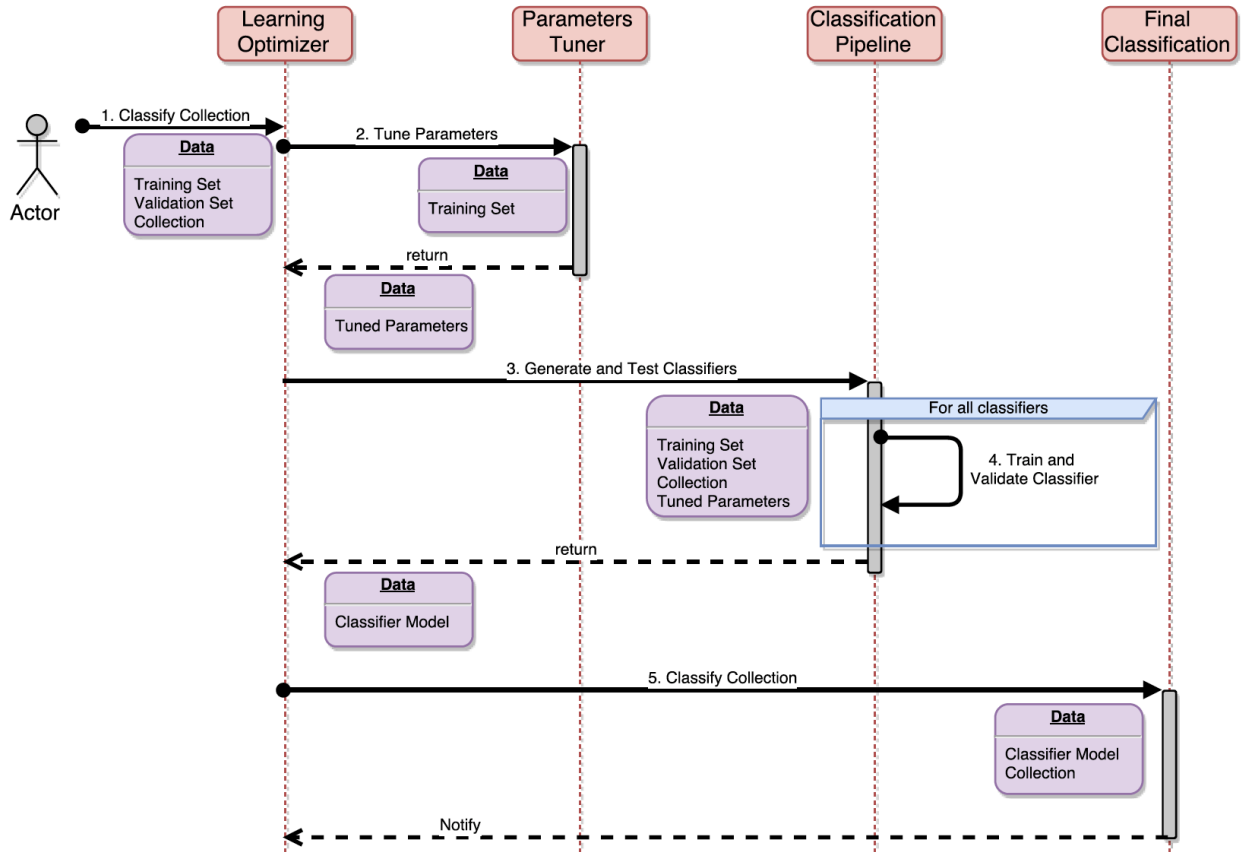 Learning
Optimizer
Parameters
Tuner
Classification
Pipeline
Final
Classification
Actor
1. Classify Collection
Data
Training Set
Validation Set
Collection
2. Tune Parameters
Data
Training Set
return
Data
Tuned Parameters
3. Generate and Test Classifiers
Data
Training Set
Validation Set
Collection
Tuned Parameters
For all classifiers
4. Train and
Validate Classifier
return
Data
Classifier Model
5. Classify Collection
Data
Classifier Model
Collection
Notify